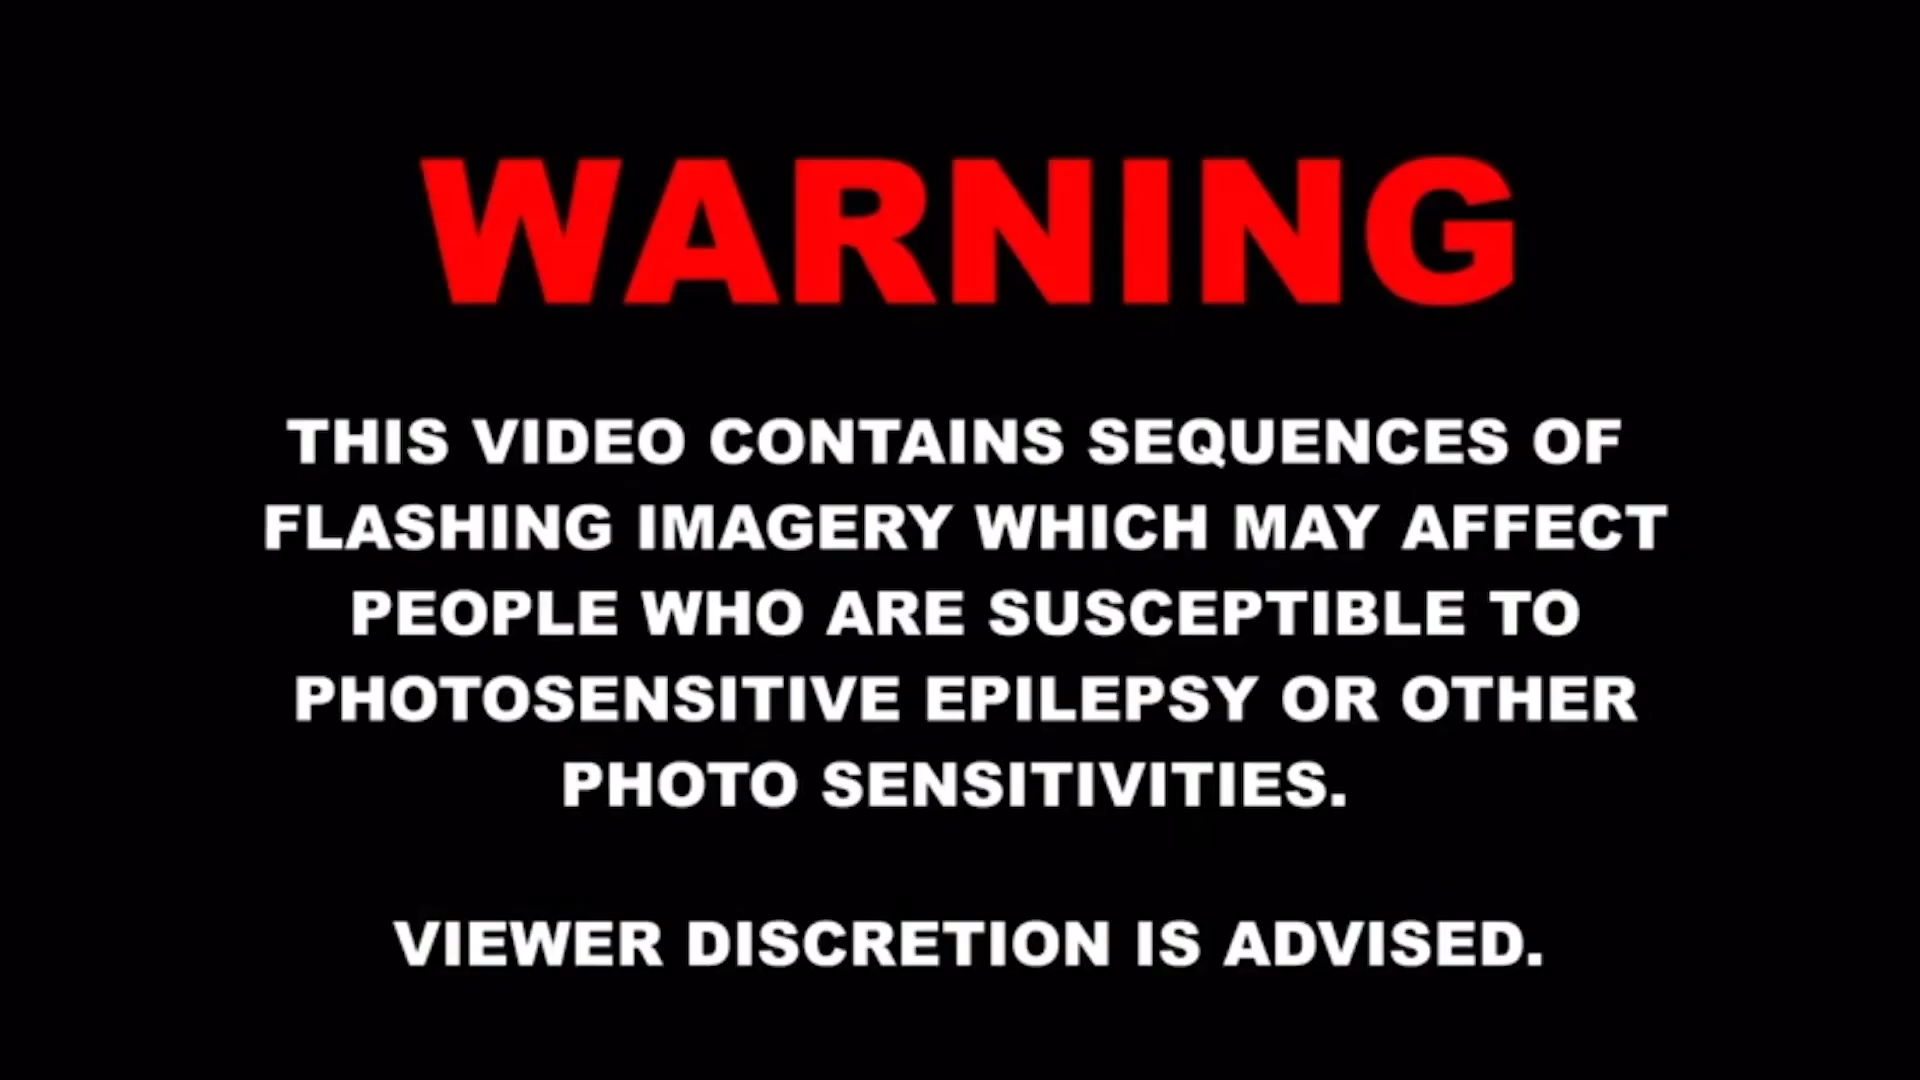 WARNING
THIS VIDEO CONTAINS SEQUENCES OF
FLASHING IMAGERY WHICH MAY AFFECT
PEOPLE WHO ARE SUSCEPTIBLE TO
PHOTOSENSITIVE EPILEPSY OR OTHER
PHOTO SENSITIVITIES.
VIEWER DISCRETION IS ADVISED.